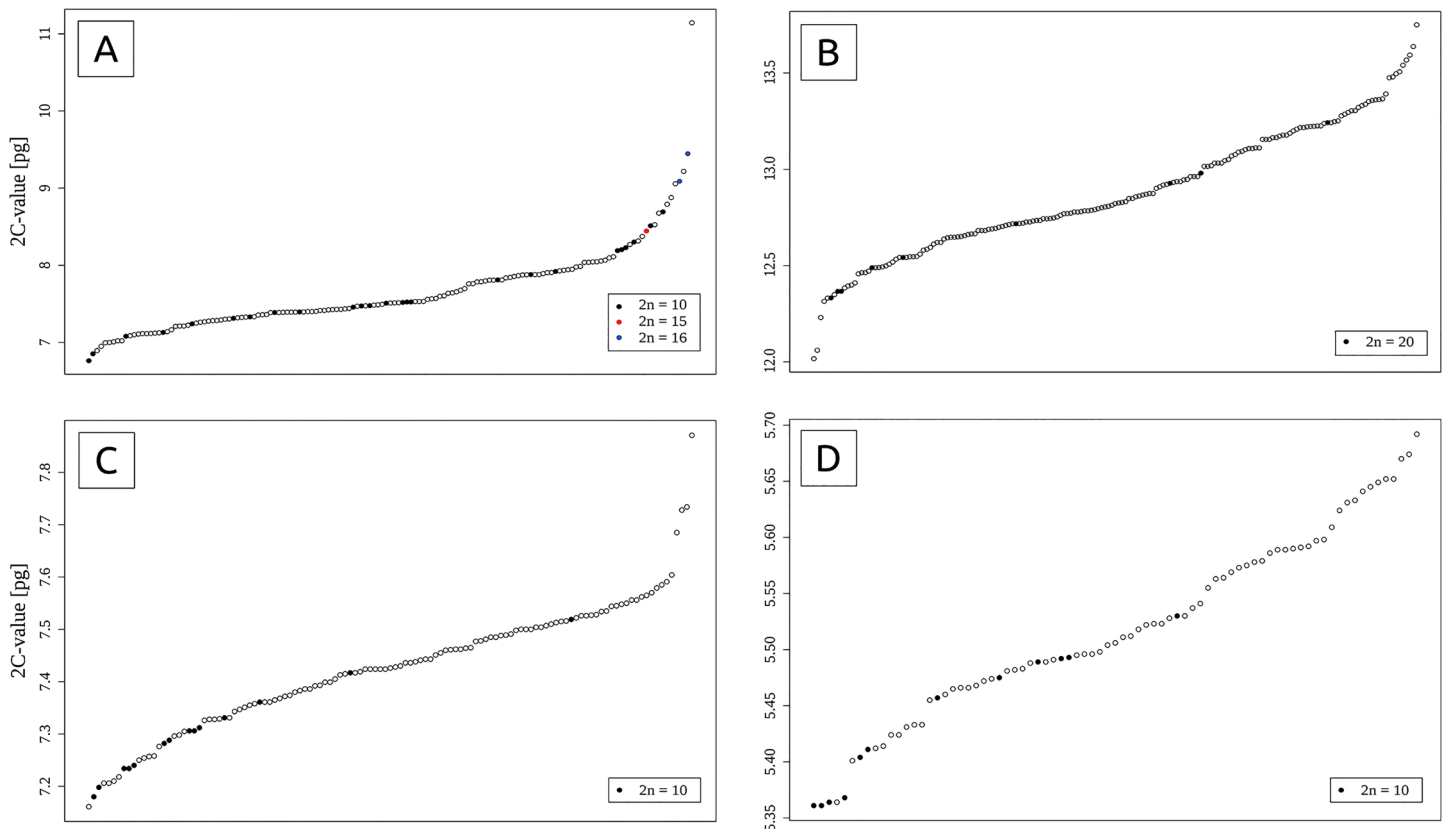 A
2C-value [pg]
11
10
9
8
7
2n = 10
2n = 15
2n = 16
B
13.5
13.0
12.5
12.0
2n = 20
C
2C-value [pg]
7.8
7.7
7.6
7.5
7.4
7.3
7.2
2n = 10
D
5.70
5.65
5.60
5.55
5.50
5.45
5.40
5.35
2n = 10